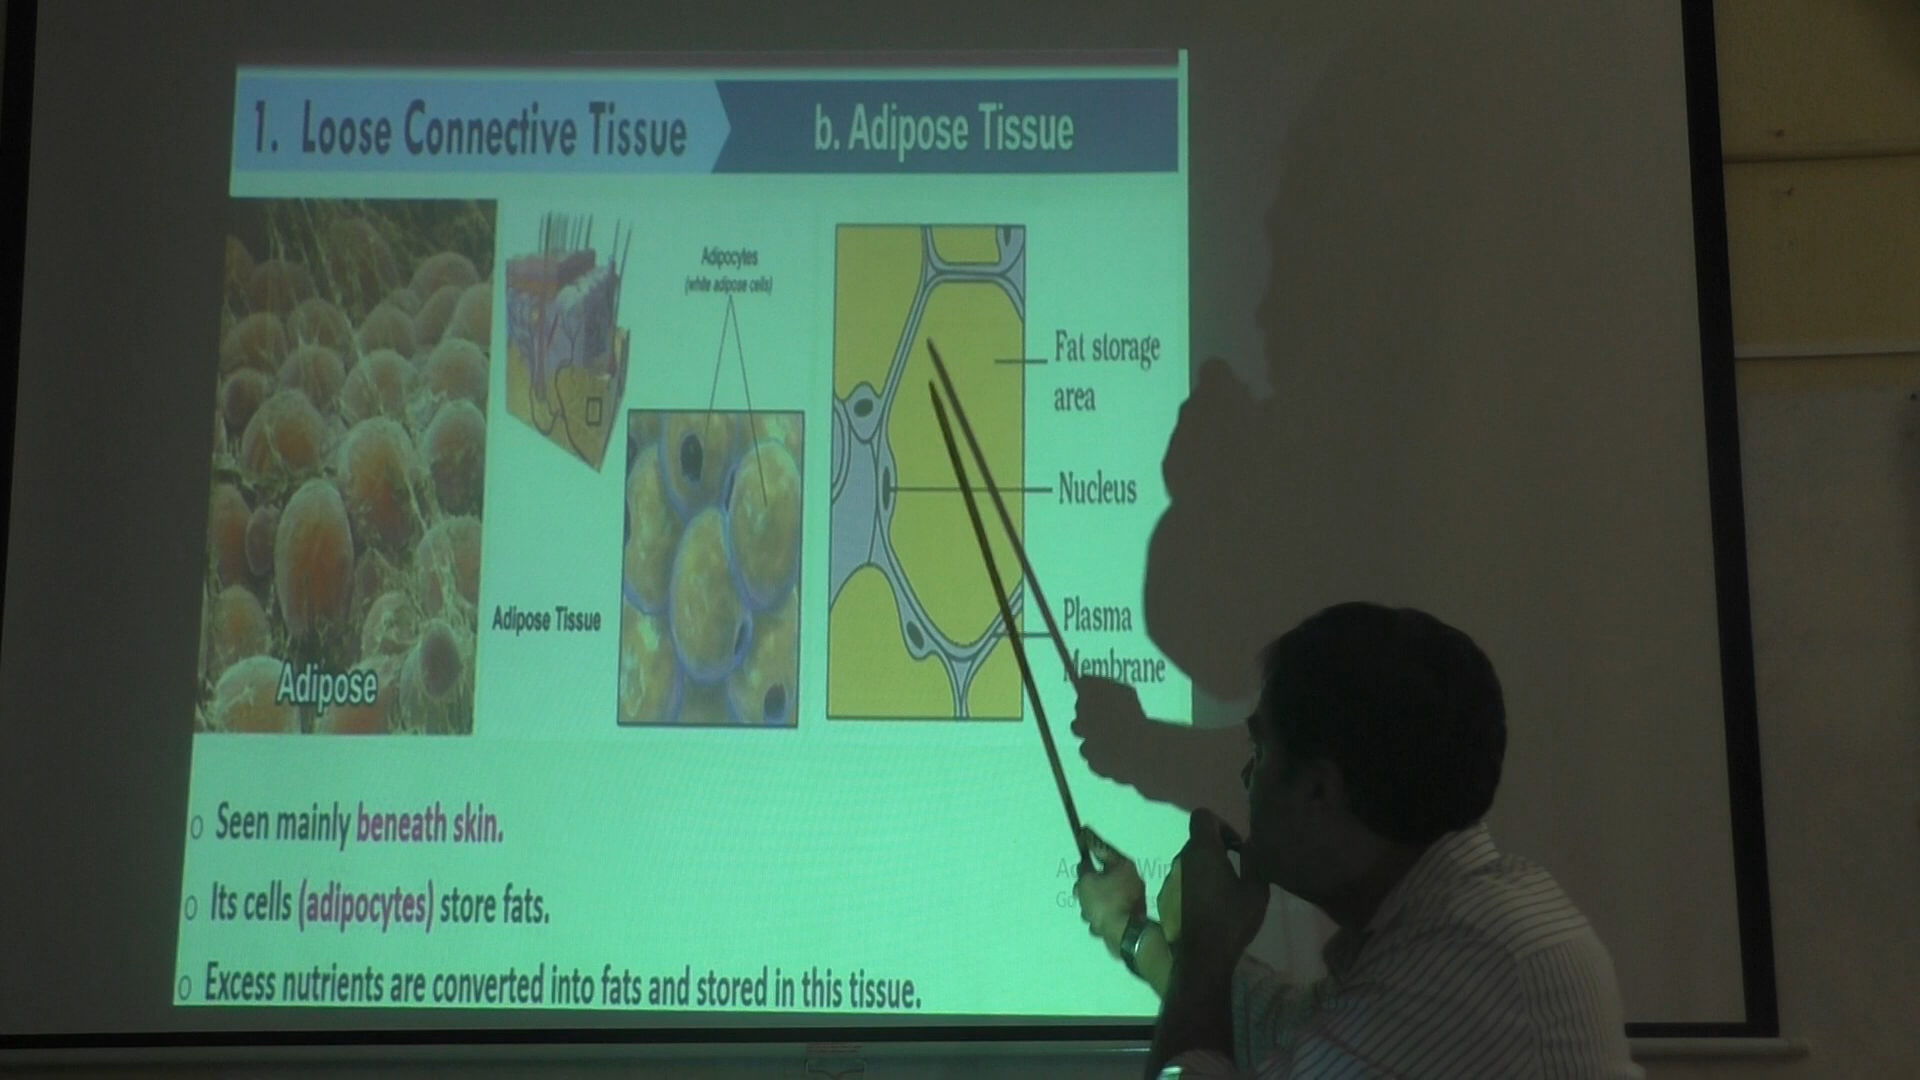 1. Loose Connective Tissue
b. Adipose Tissue
Adipocytes
(white adipose cells)
Fat storage
area
Nucleus
Plasma
Membrane
Adipose Tissue
Adipose
o Seen mainly beneath skin.
o Its cells (adipocytes) store fats.
o Excess nutrients are converted into fats and stored in this tissue.